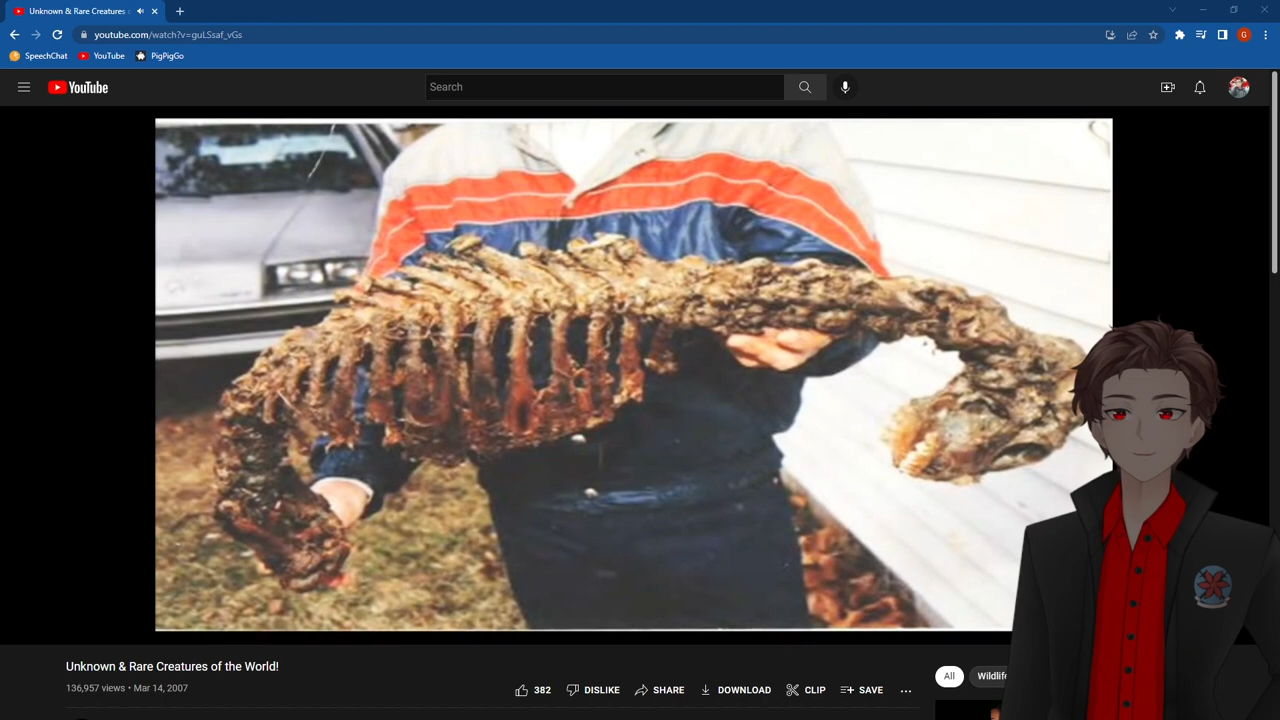 Unknown & Rare Creatures
youtube.com/watch?v=guLSsaf_vGs
G
SpeechChat
YouTube
PigPigGo
YouTube
Search
Unknown & Rare Creatures of the World!
136,957 views • Mar 14, 2007
382
DISLIKE
SHARE
DOWNLOAD
CLIP
SAVE
All